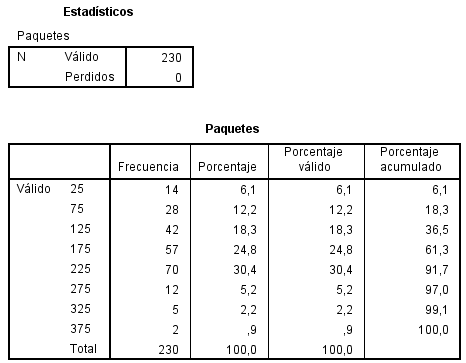 Estadísticos
Paquetes
N Válido 230
Perdidos 0
Paquetes
Frecuencia Porcentaje Porcentaje válido Porcentaje acumulado
Válido 25 14 6,1 6,1 6,1
75 28 12,2 12,2 18,3
125 42 18,3 18,3 36,5
175 57 24,8 24,8 61,3
225 70 30,4 30,4 91,7
275 12 5,2 5,2 97,0
325 5 2,2 2,2 99,1
375 2 ,9 ,9 100,0
Total 230 100,0 100,0